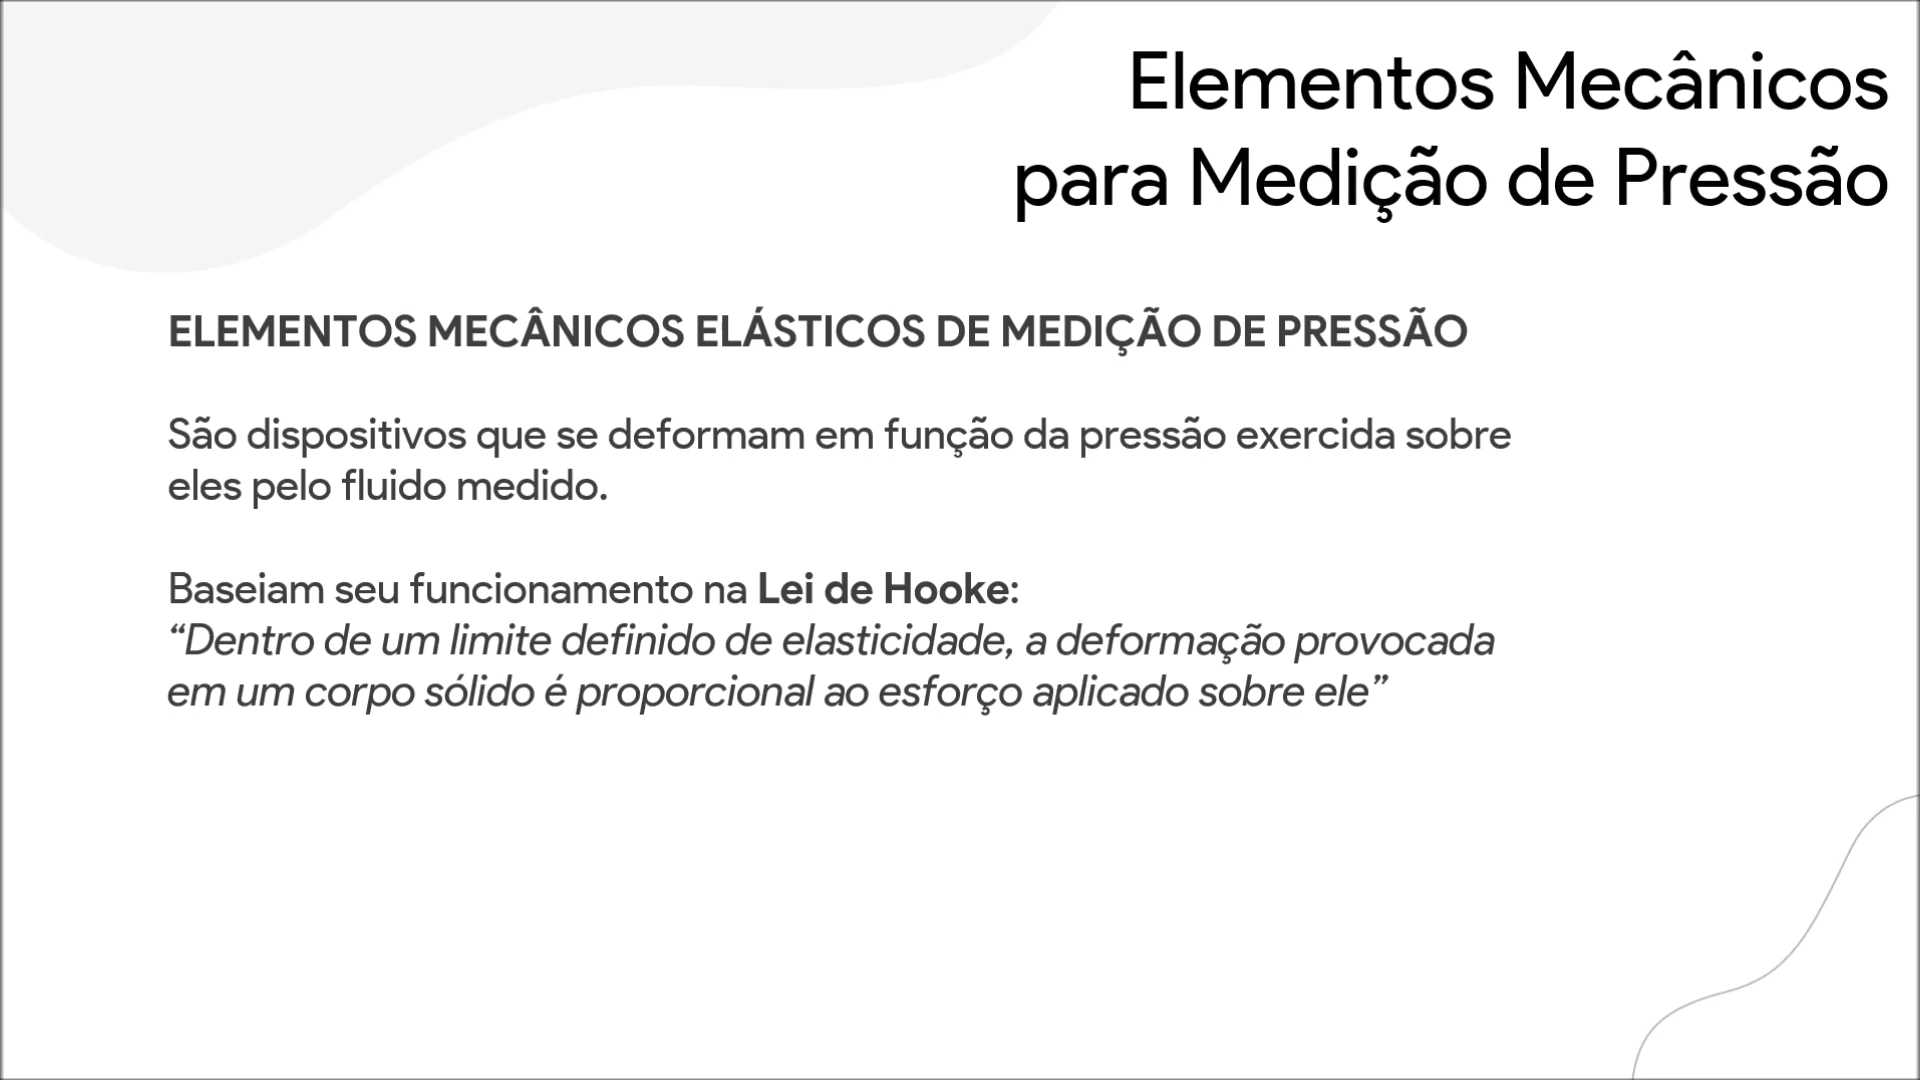 Elementos Mecânicos
para Medição de Pressão
ELEMENTOS MECÂNICOS ELÁSTICOS DE MEDIÇÃO DE PRESSÃO
São dispositivos que se deformam em função da pressão exercida sobre
eles pelo fluido medido.
Baseiam seu funcionamento na Lei de Hooke:
“Dentro de um limite definido de elasticidade, a deformação provocada
em um corpo sólido é proporcional ao esforço aplicado sobre ele”